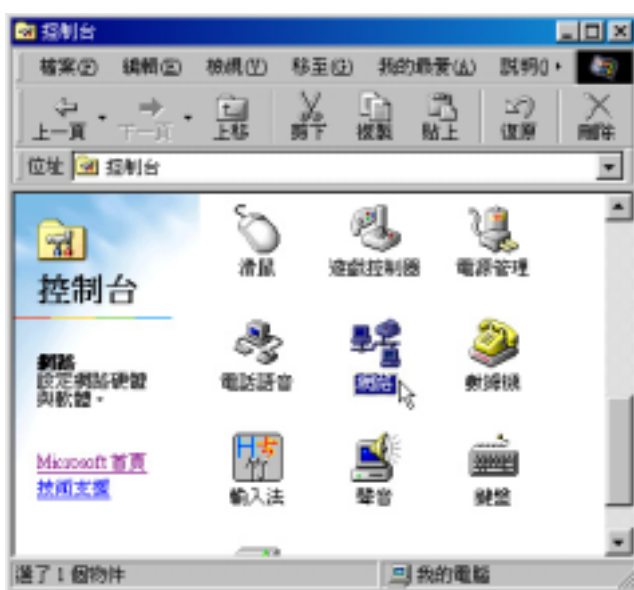 控制台
檔案(F) 編輯(E) 檢視(V) 移至(G) 我的最愛(A) 説明(
上一頁 下一頁 上移 剪下 複製 貼上 復原 刪除
位址 控制台
控制台
網路
設定網路硬體
與軟體。
Microsoft 首頁
技術支援
滑鼠 遊戲控制器 電源管理
電話語音 網路 數據機
輸入法 聲音 鍵盤
選了 1 個物件 我的電腦